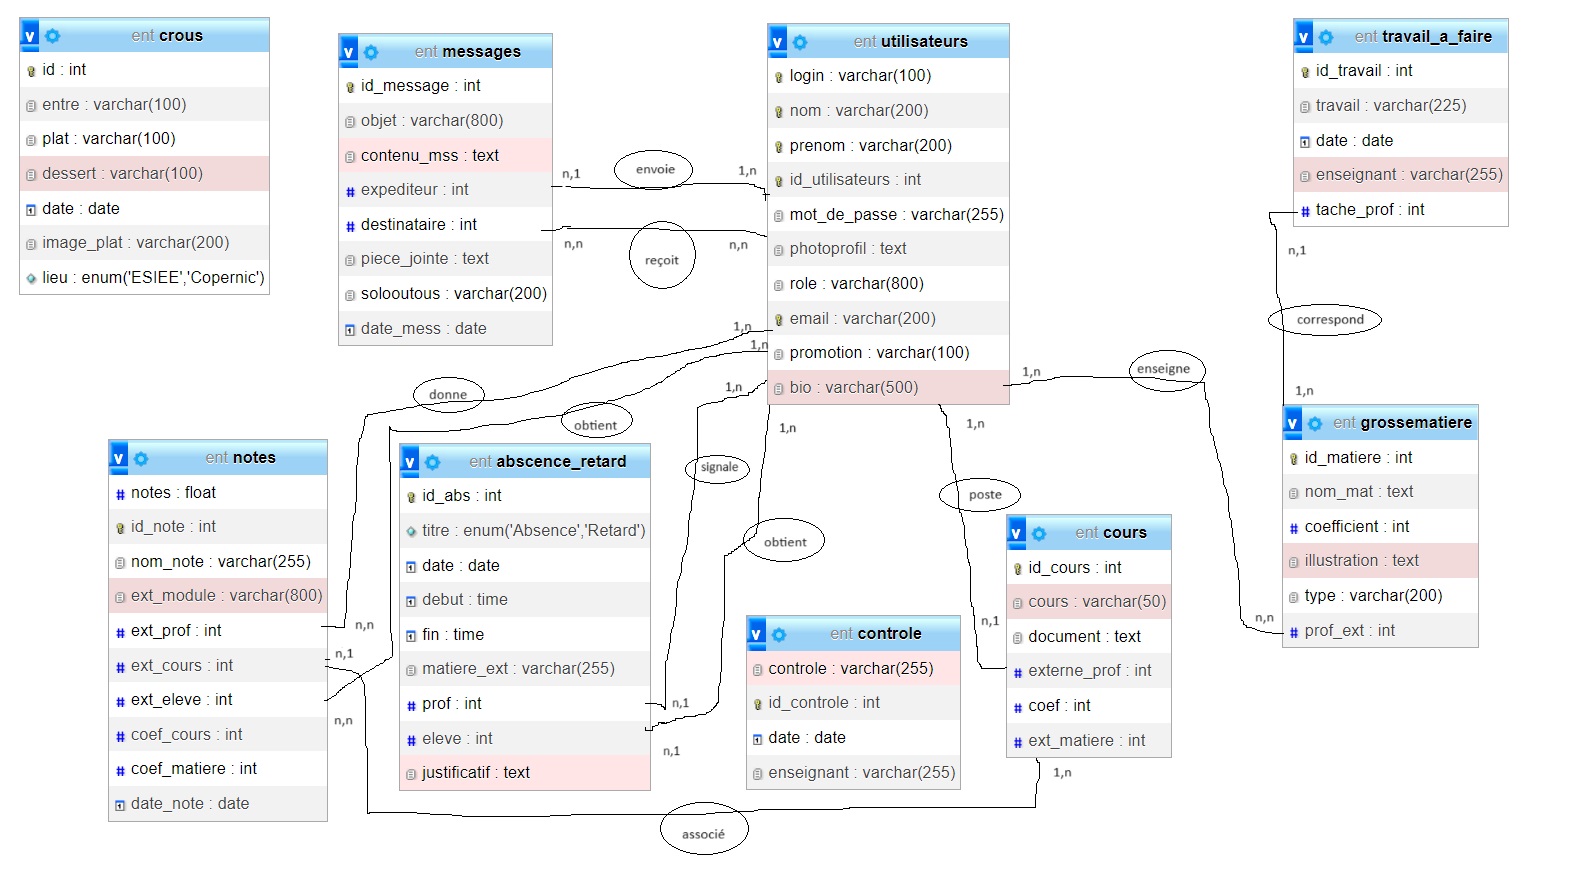 ent crous
id : int
entre : varchar(100)
plat : varchar(100)
dessert : varchar(100)
date : date
image_plat : varchar(200)
lieu : enum('ESIEE','Copernic')
ent messages
id_message : int
objet : varchar(800)
contenu_mss : text
expediteur : int
destinataire : int
piece_jointe : text
solooutous : varchar(200)
date_mess : date
n,1
envoie
1,n
n,n
reçoit
n,n
ent utilisateurs
login : varchar(100)
nom : varchar(200)
prenom : varchar(200)
id_utilisateurs : int
mot_de_passe : varchar(255)
photoprofil : text
role : varchar(800)
email : varchar(200)
promotion : varchar(100)
bio : varchar(500)
ent travail_a_faire
id_travail : int
travail : varchar(225)
date : date
enseignant : varchar(255)
tache_prof : int
n,1
correspond
1,n
1,n
1,n
1,n
1,n
donne
obtient
signale
obtient
1,n
enseigne
1,n
poste
ent notes
notes : float
id_note : int
nom_note : varchar(255)
ext_module : varchar(800)
ext_prof : int
ext_cours : int
ext_eleve : int
coef_cours : int
coef_matiere : int
date_note : date
n,n
n,1
n,n
ent abscence_retard
id_abs : int
titre : enum('Absence','Retard')
date : date
debut : time
fin : time
matiere_ext : varchar(255)
prof : int
eleve : int
justificatif : text
n,1
n,1
ent controle
controle : varchar(255)
id_controle : int
date : date
enseignant : varchar(255)
ent cours
id_cours : int
cours : varchar(50)
document : text
externe_prof : int
coef : int
ext_matiere : int
n,1
1,n
associé
ent grossematiere
id_matiere : int
nom_mat : text
coefficient : int
illustration : text
type : varchar(200)
prof_ext : int
n,n